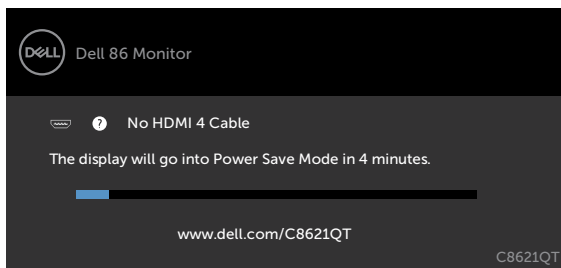 DELL
Dell 86 Monitor
? No HDMI 4 Cable
The display will go into Power Save Mode in 4 minutes.
www.dell.com/C8621QT
C8621QT